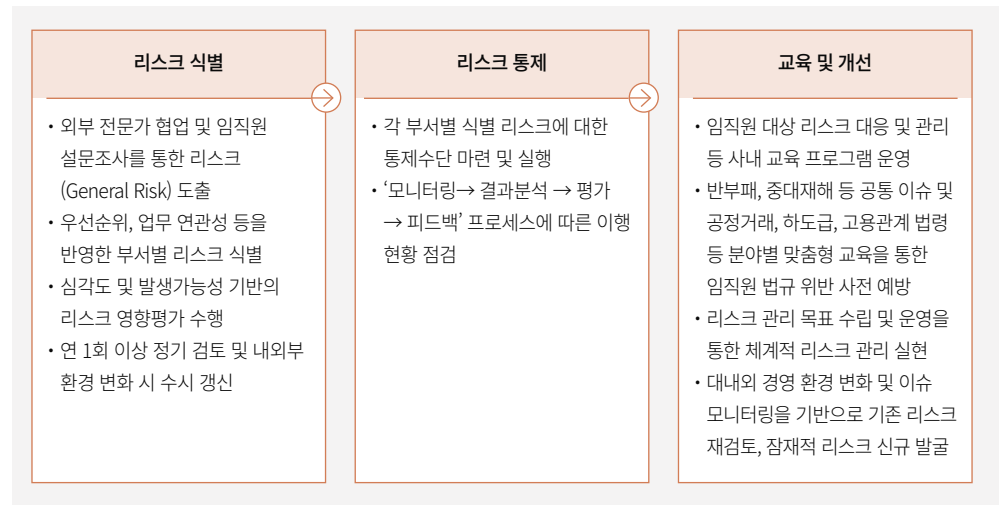 리스크 식별
• 외부 전문가 협업 및 임직원
설문조사를 통한 리스크
(General Risk) 도출
• 우선순위, 업무 연관성 등을
반영한 부서별 리스크 식별
• 심각도 및 발생가능성 기반의
리스크 영향평가 수행
• 연 1회 이상 정기 검토 및 내외부
환경 변화 시 수시 갱신
리스크 통제
• 각 부서별 식별 리스크에 대한
통제수단 마련 및 실행
• ‘모니터링→ 결과분석 → 평가
→ 피드백’ 프로세스에 따른 이행
현황 점검
교육 및 개선
• 임직원 대상 리스크 대응 및 관리
등 사내 교육 프로그램 운영
• 반부패, 중대재해 등 공통 이슈 및
공정거래, 하도급, 고용관계 법령
등 분야별 맞춤형 교육을 통한
임직원 법규 위반 사전 예방
• 리스크 관리 목표 수립 및 운영을
통한 체계적 리스크 관리 실현
• 대내외 경영 환경 변화 및 이슈
모니터링을 기반으로 기존 리스크
재검토, 잠재적 리스크 신규 발굴